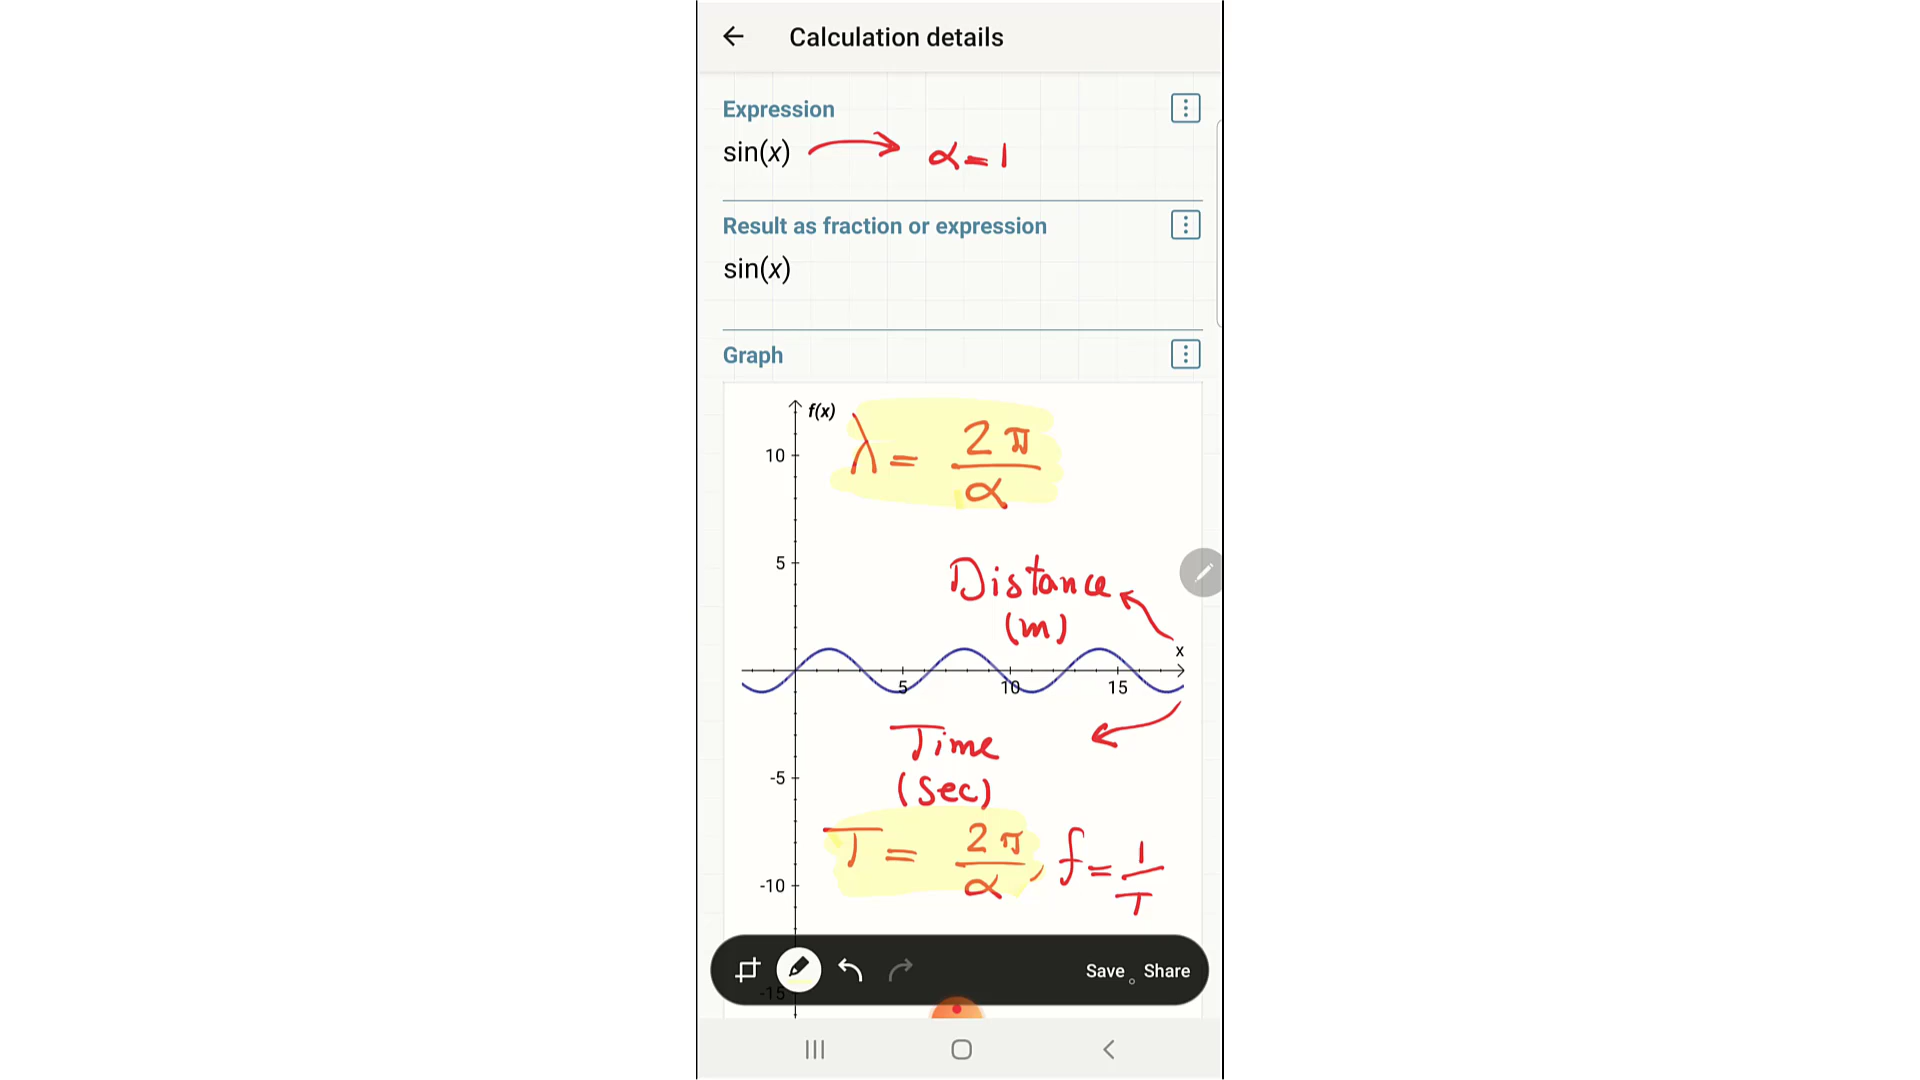 Calculation details
Expression
sin(x) α = 1
Result as fraction or expression
sin(x)
Graph
f(x)
10
λ = 2π/α
5
Distance
(m)
x
5 10 15
Time
(Sec)
-5
T = 2π/α, f = 1/T
-10
Save Share
-15